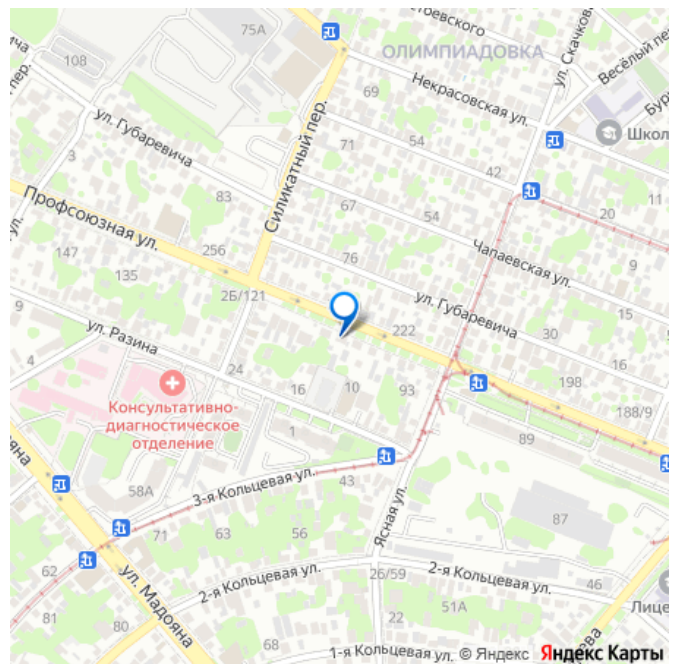 75А
тоевского
ОЛИМПИАДОВКА
ул. Скачков
108
Весёлый пе
пер.
69
Некрасовская ул.
Бур
ул. Губаревича
Силикатный пер.
Школ
3
71
54
42
83
11
Профсоюзная ул.
67
54
20
Чапаевская ул.
ул.
147
256
76
9
135
2Б/121
ул. Губаревича
15
9
222
30
ул. Разина
16
4
24
198
16
10
93
Консультативно-
диагностическое
отделение
188/9
1
89
58А
3-я Кольцевая ул.
43
87
71
63
56
Ясная ул.
62
ул. Мадояна
2-я Кольцевая ул.
26/59
2-я Кольцевая ул.
46
81
80
22
51А
Лице
68
1-я Кольцевая ул.
© Яндекс
Яндекс Карты